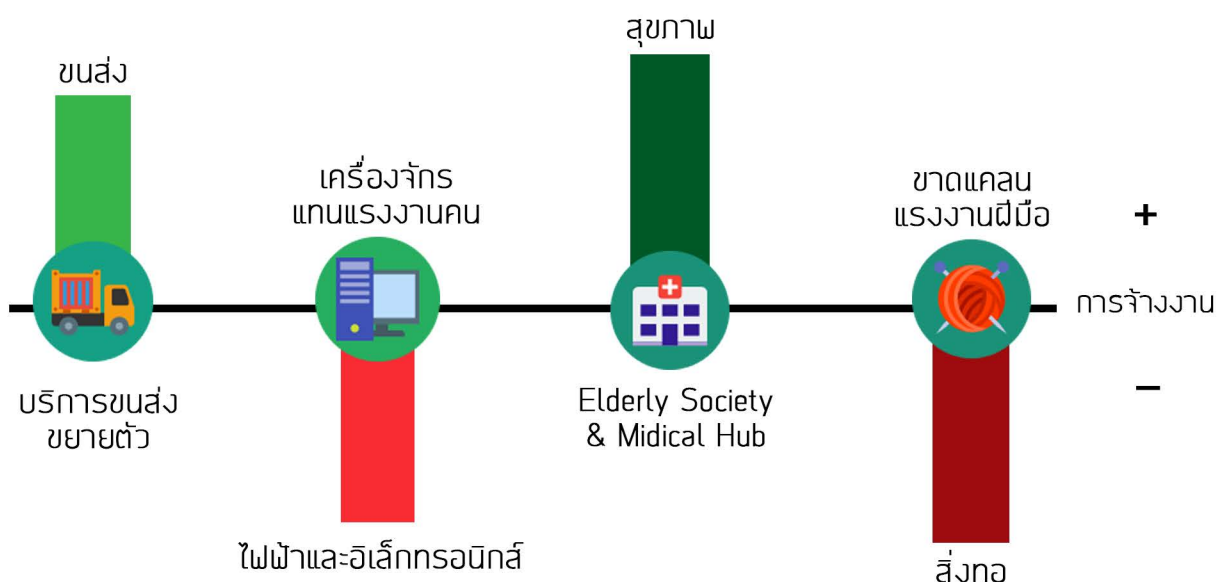 สุขภาพ
ขนส่ง
เครื่องจักร
แทนแรงงานคน
ขาดแคลน
แรงงานฝีมือ
+
การจ้างงาน
–
บริการขนส่ง
ขยายตัว
Elderly Society
& Midical Hub
ไฟฟ้าและอิเล็กทรอนิกส์
สิ่งทอ